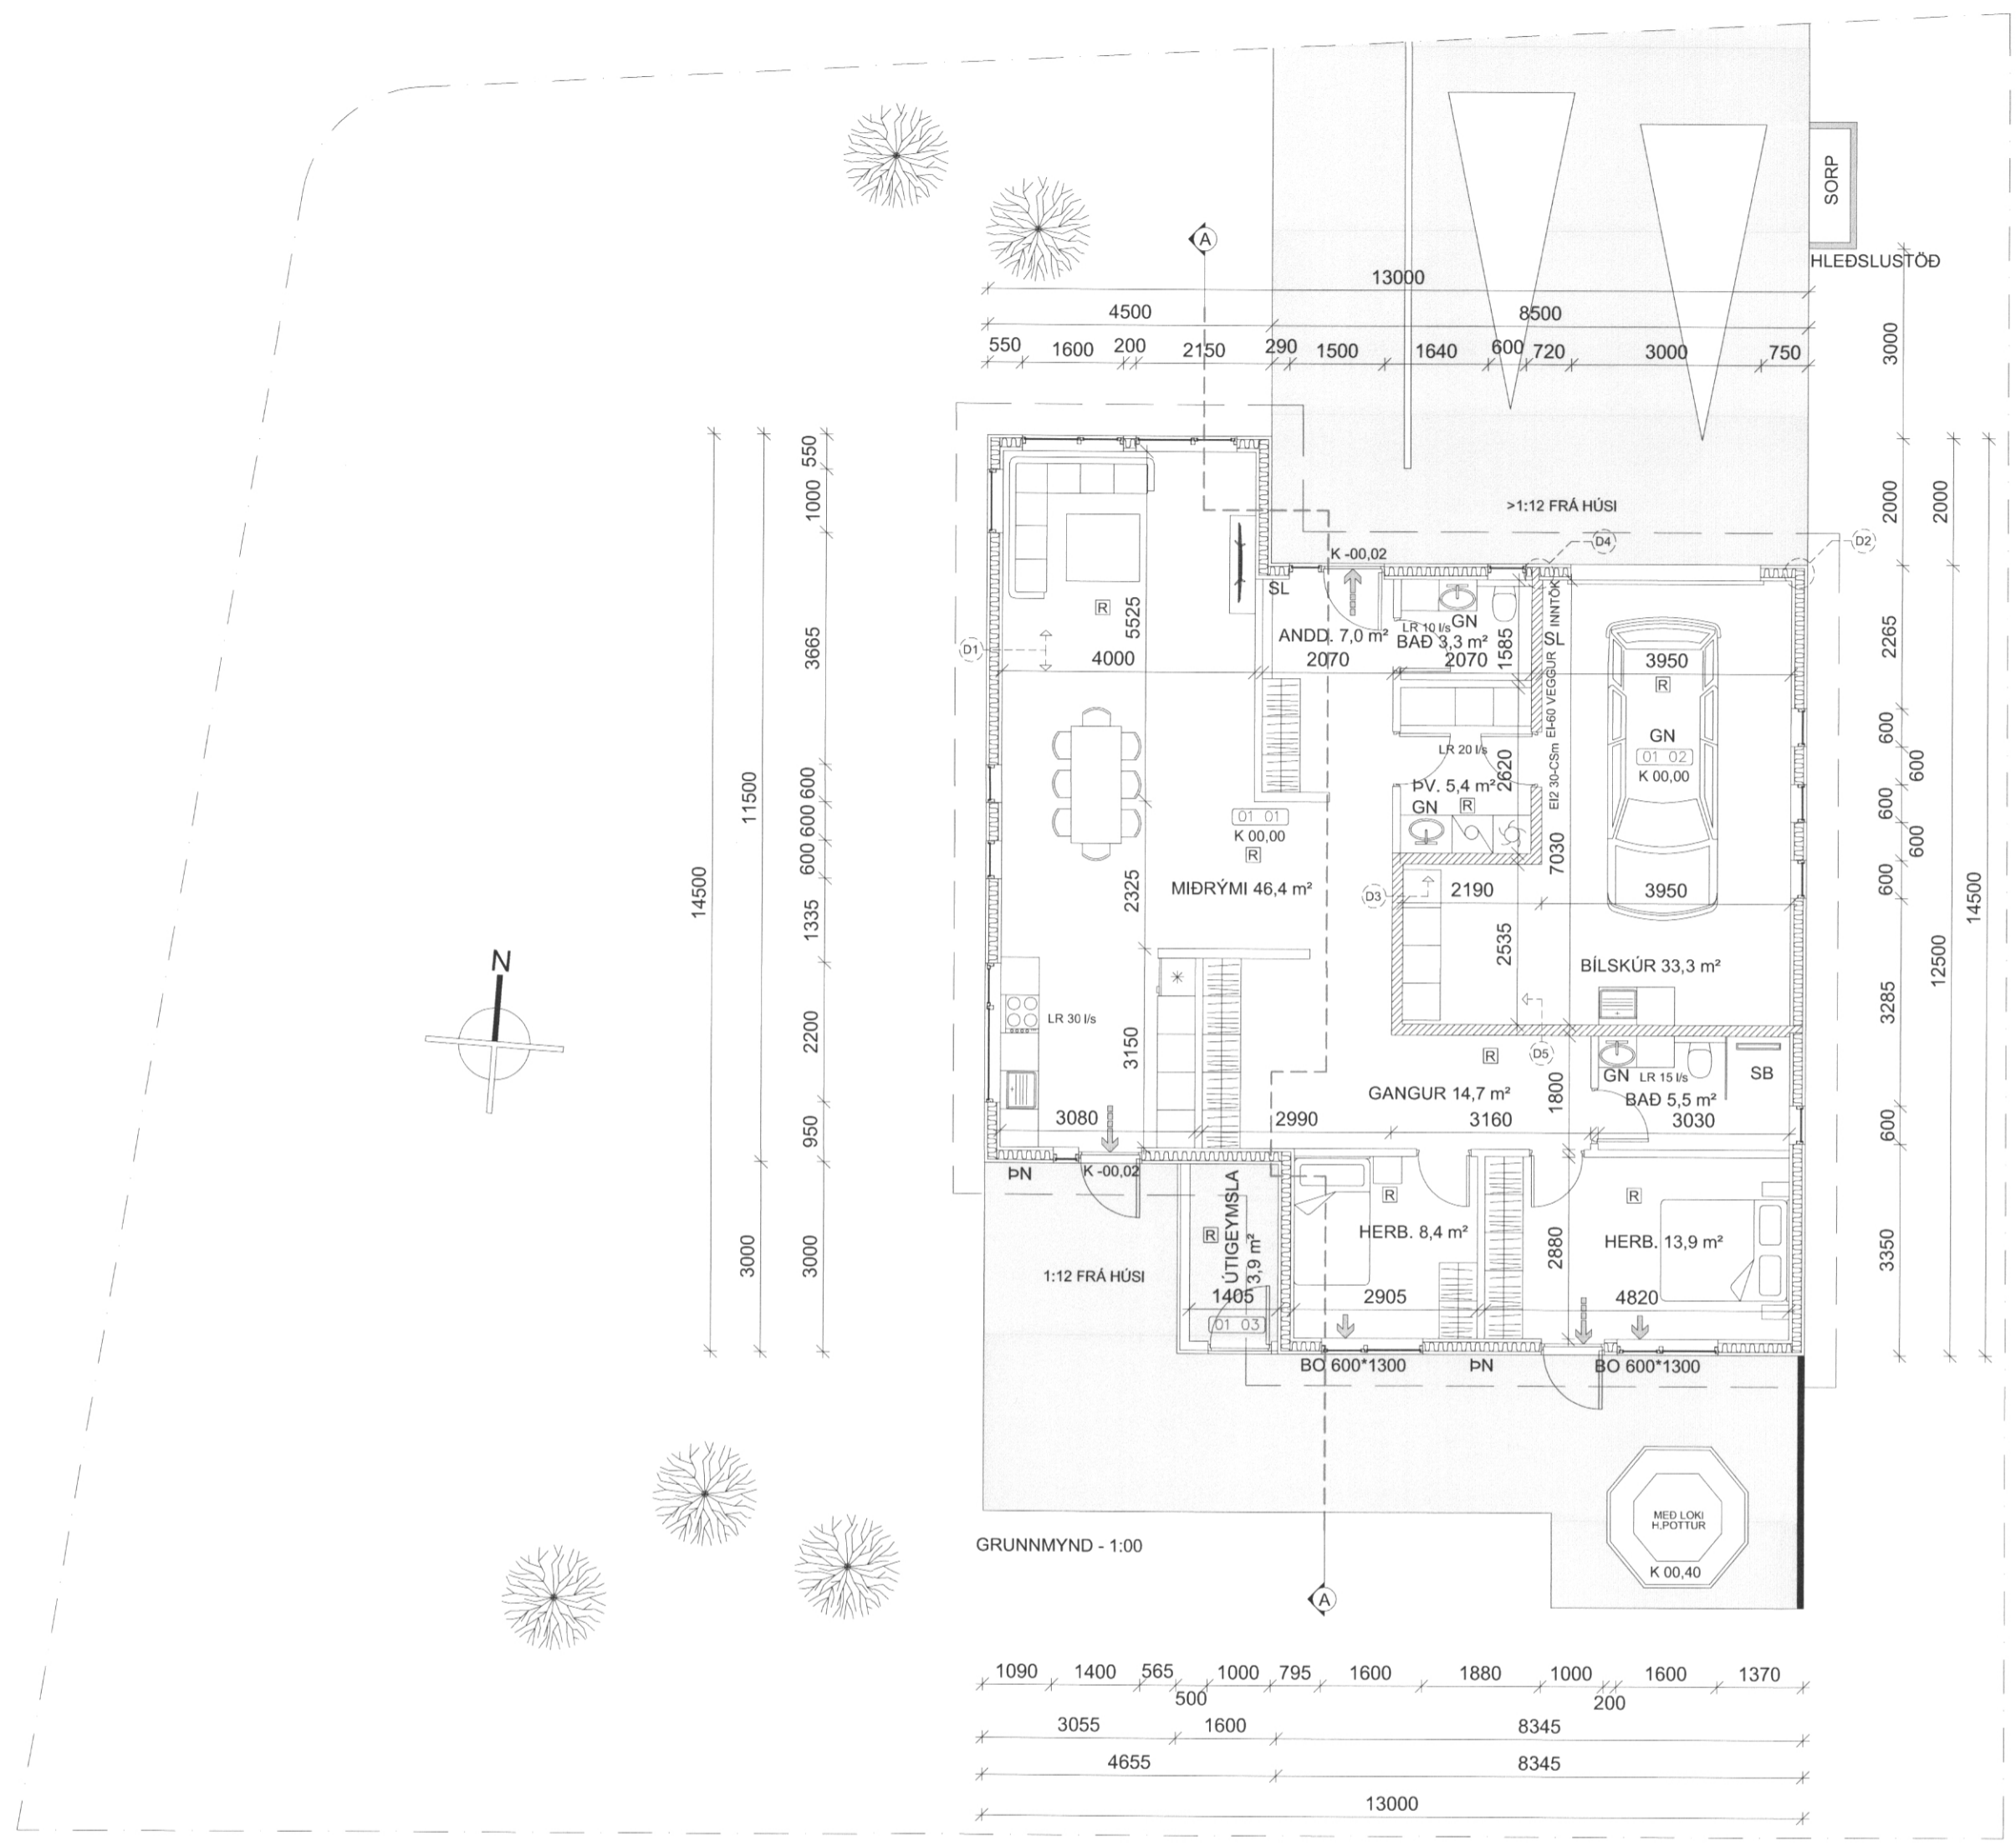 SORP
HLEÐSLUSTÖÐ
A
13000
4500
8500
550
1600
200
2150
290
1500
1640
600
720
3000
750
3000
2000
2265
600
600
600
600
600
3285
600
3350
2000
12500
14500
14500
11500
3000
550
1000
3665
600
600
600
1335
2200
950
3000
N
>1:12 FRÁ HÚSI
D4
D2
K -00,02
SL
ANDD. 7,0 m²
LR 10 l/s
GN
BAÐ 3,3 m²
1585
SL
INNTÖK
EI2 30-CSm EI-60 VEGGUR
R
5525
D1
4000
2070
2070
3950
R
GN
01 02
K 00,00
LR 20 l/s
2620
ÞV. 5,4 m²
GN
R
01 01
K 00,00
R
7030
MIÐRÝMI 46,4 m²
2325
D3
2190
3950
2535
BÍLSKÚR 33,3 m²
LR 30 l/s
3150
R
D5
GANGUR 14,7 m²
1800
GN
LR 15 l/s
SB
BAÐ 5,5 m²
3080
2990
3160
3030
ÞN
K -00,02
ÚTIGEYMSLA
3,9 m²
R
R
R
HERB. 8,4 m²
HERB. 13,9 m²
2880
1:12 FRÁ HÚSI
1405
2905
4820
01 03
BO 600*1300
ÞN
BO 600*1300
MEÐ LOKI
H.POTTUR
K 00,40
GRUNNMYND - 1:00
A
1090
1400
565
500
1000
795
1600
1880
1000
200
1600
1370
3055
1600
8345
4655
8345
13000